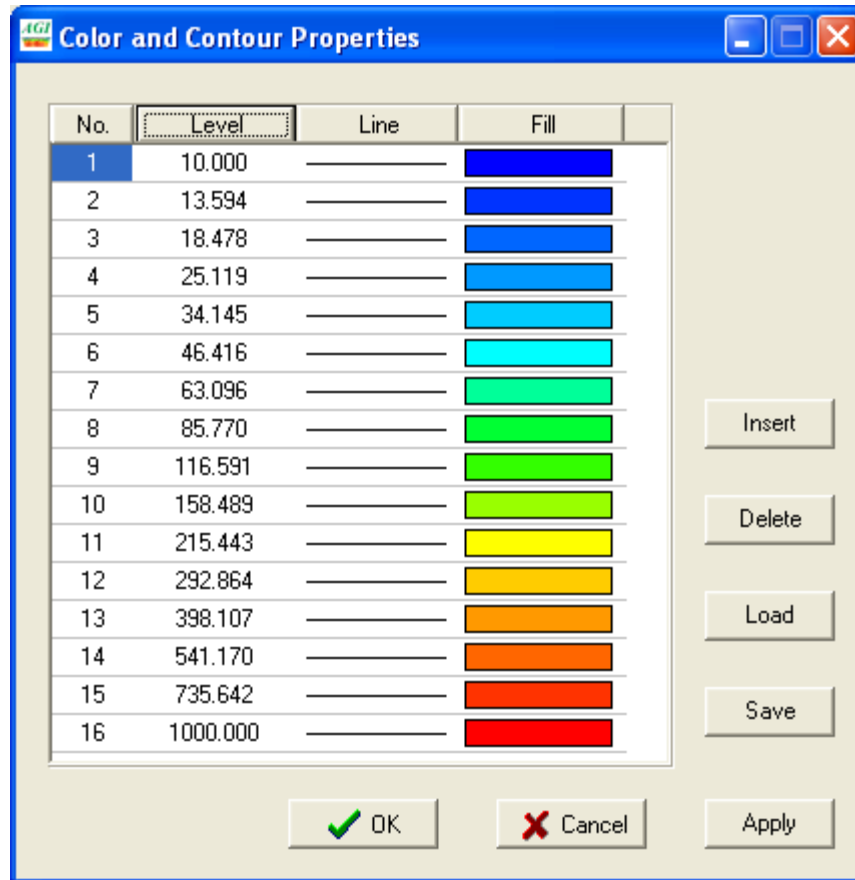 AGI Color and Contour Properties
No. Level Line Fill
1 10.000
2 13.594
3 18.478
4 25.119
5 34.145
6 46.416
7 63.096
8 85.770
9 116.591
10 158.489
11 215.443
12 292.864
13 398.107
14 541.170
15 735.642
16 1000.000
Insert
Delete
Load
Save
OK Cancel Apply